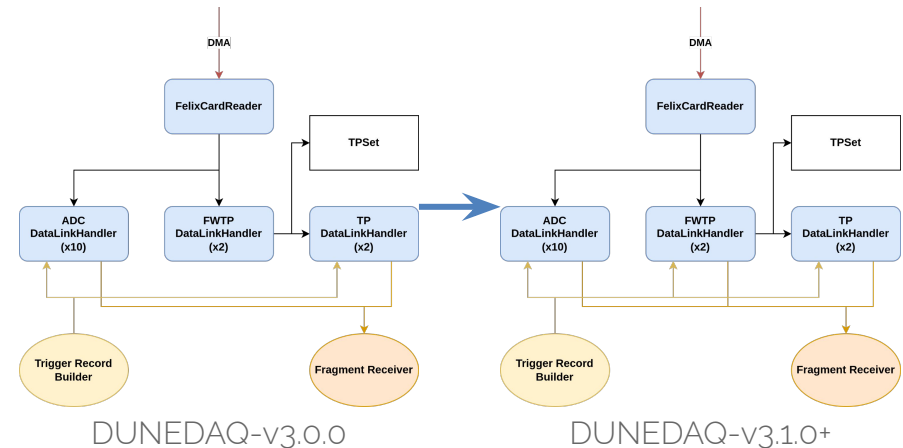 DMA
FelixCardReader
TPSet
ADC
DataLinkHandler
(x10)
FWTP
DataLinkHandler
(x2)
TP
DataLinkHandler
(x2)
Trigger Record
Builder
Fragment Receiver
DUNEDAQ-v3.0.0
DMA
FelixCardReader
TPSet
ADC
DataLinkHandler
(x10)
FWTP
DataLinkHandler
(x2)
TP
DataLinkHandler
(x2)
Trigger Record
Builder
Fragment Receiver
DUNEDAQ-v3.1.0+